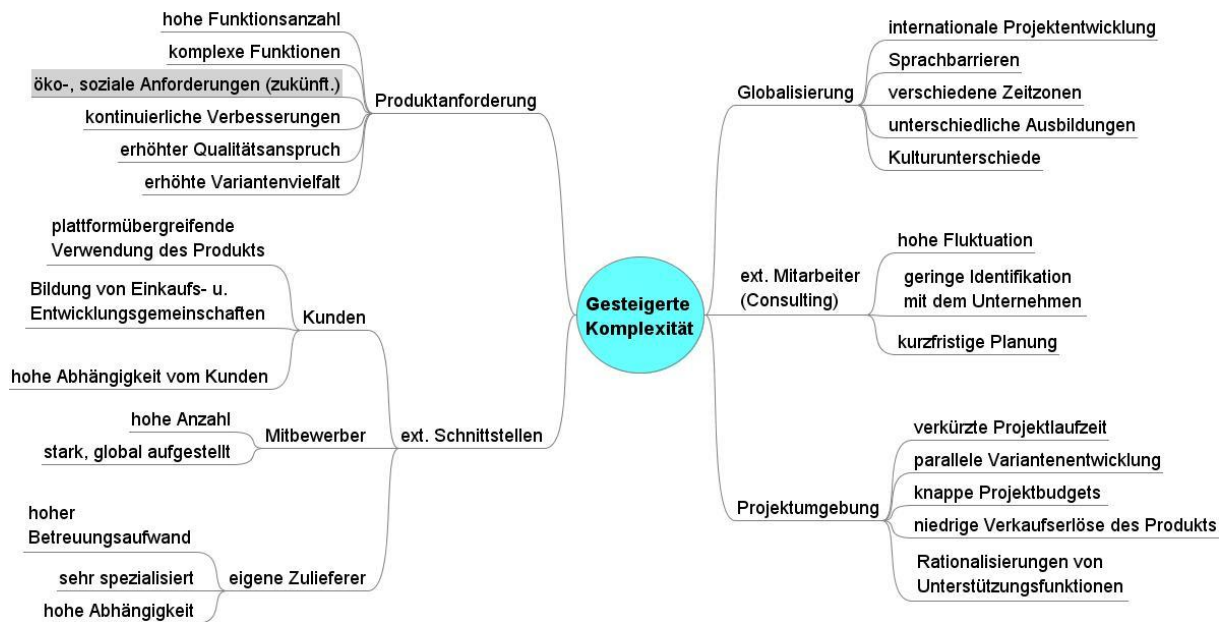 hohe Funktionsanzahl
komplexe Funktionen
öko-, soziale Anforderungen (zukünft.)
kontinuierliche Verbesserungen
erhöhter Qualitätsanspruch
erhöhte Variantenvielfalt
Produktanforderung
plattformübergreifende
Verwendung des Produkts
Bildung von Einkaufs- u.
Entwicklungsgemeinschaften
hohe Abhängigkeit vom Kunden
Kunden
hohe Anzahl
stark, global aufgestellt
Mitbewerber
hoher
Betreuungsaufwand
sehr spezialisiert
hohe Abhängigkeit
eigene Zulieferer
ext. Schnittstellen
Gesteigerte
Komplexität
Globalisierung
internationale Projektentwicklung
Sprachbarrieren
verschiedene Zeitzonen
unterschiedliche Ausbildungen
Kulturunterschiede
ext. Mitarbeiter
(Consulting)
hohe Fluktuation
geringe Identifikation
mit dem Unternehmen
kurzfristige Planung
Projektumgebung
verkürzte Projektlaufzeit
parallele Variantenentwicklung
knappe Projektbudgets
niedrige Verkaufserlöse des Produkts
Rationalisierungen von
Unterstützungsfunktionen